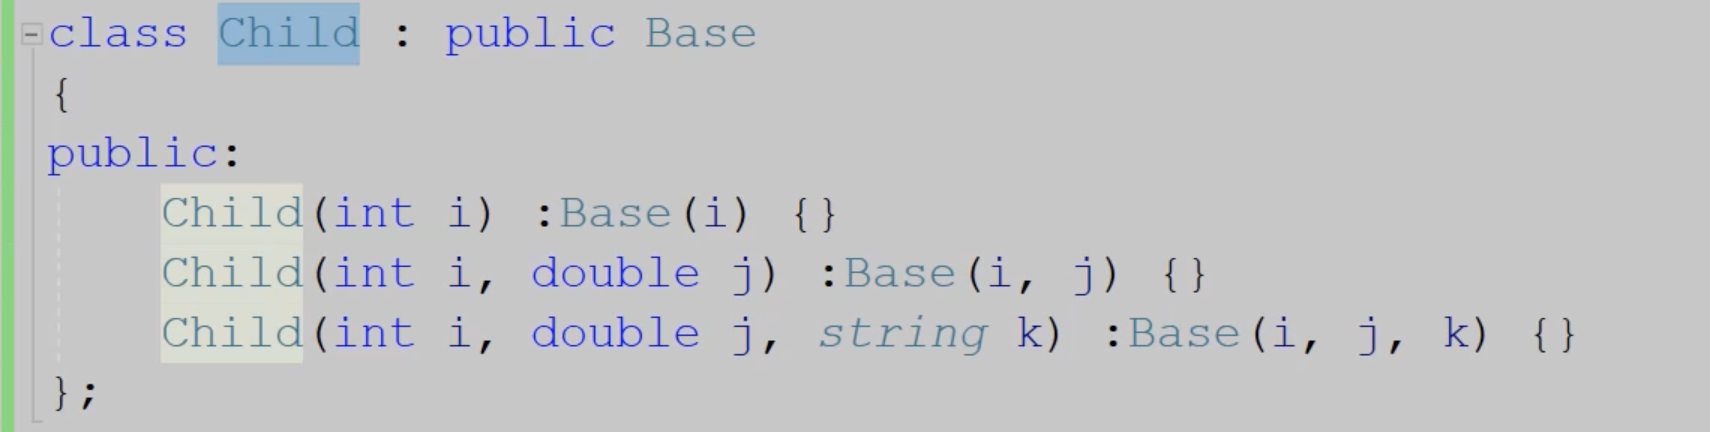 class Child : public Base
{
public:
    Child(int i) :Base(i) {}
    Child(int i, double j) :Base(i, j) {}
    Child(int i, double j, string k) :Base(i, j, k) {}
};